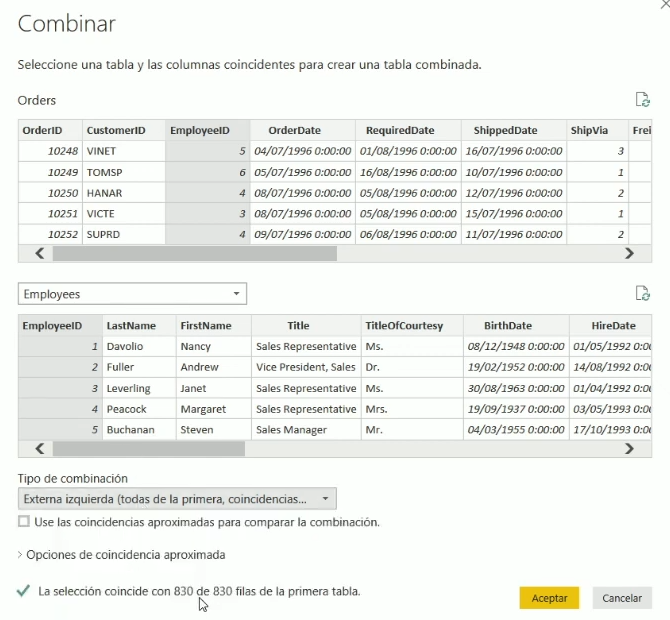 Combinar
Seleccione una tabla y las columnas coincidentes para crear una tabla combinada.
Orders
OrderID CustomerID EmployeeID OrderDate RequiredDate ShippedDate ShipVia Frei
10248 VINET 5 04/07/1996 0:00:00 01/08/1996 0:00:00 16/07/1996 0:00:00 3
10249 TOMSP 6 05/07/1996 0:00:00 16/08/1996 0:00:00 10/07/1996 0:00:00 1
10250 HANAR 4 08/07/1996 0:00:00 05/08/1996 0:00:00 12/07/1996 0:00:00 2
10251 VICTE 3 08/07/1996 0:00:00 05/08/1996 0:00:00 15/07/1996 0:00:00 1
10252 SUPRD 4 09/07/1996 0:00:00 06/08/1996 0:00:00 11/07/1996 0:00:00 2
Employees
EmployeeID LastName FirstName Title TitleOfCourtesy BirthDate HireDate
1 Davolio Nancy Sales Representative Ms. 08/12/1948 0:00:00 01/05/1992 0:0
2 Fuller Andrew Vice President, Sales Dr. 19/02/1952 0:00:00 14/08/1992 0:0
3 Leverling Janet Sales Representative Ms. 30/08/1963 0:00:00 01/04/1992 0:0
4 Peacock Margaret Sales Representative Mrs. 19/09/1937 0:00:00 03/05/1993 0:0
5 Buchanan Steven Sales Manager Mr. 04/03/1955 0:00:00 17/10/1993 0:0
Tipo de combinación
Externa izquierda (todas de la primera, coincidencias...
Use las coincidencias aproximadas para comparar la combinación.
Opciones de coincidencia aproximada
La selección coincide con 830 de 830 filas de la primera tabla.
Aceptar Cancelar